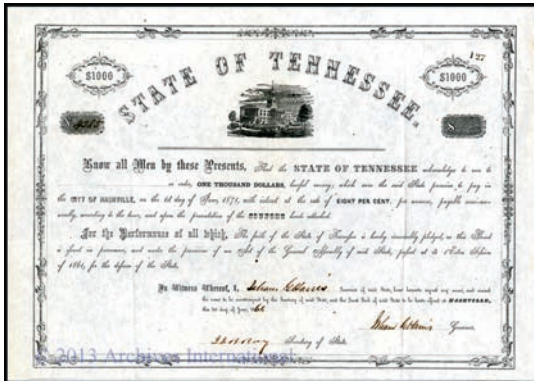 STATE OF TENNESSEE.
$1000
$1000
127
Know all Men by these Presents, That the STATE OF TENNESSEE acknowledge to owe to
or order, ONE THOUSAND DOLLARS, lawful money, which sum the said State promises to pay in
the CITY OF NASHVILLE, on the 1st day of June, 1871, with interest at the rate of EIGHT PER CENT. per annum, payable semi-annually, according to the tenor, and upon the presentation of the COUPONS hereto attached.
For the Performance of all which, The faith of the State of Tennessee is hereby irrevocably pledged, as this Bond
is issued in pursuance, and under the provisions of an Act of the General Assembly of said State, passed at its Extra Session
of 1861, for the defence of the State.
In Witness Whereof, I, Isham G Harris Governor of said State, have hereunto signed my name, and caused
the same to be countersigned by the Secretary of said State, and the Great Seal of said State to be hereto affixed at NASHVILLE,
the 1st day of June, 1861
Isham G Harris Governor.
Secretary of State.
© 2013 Archives International